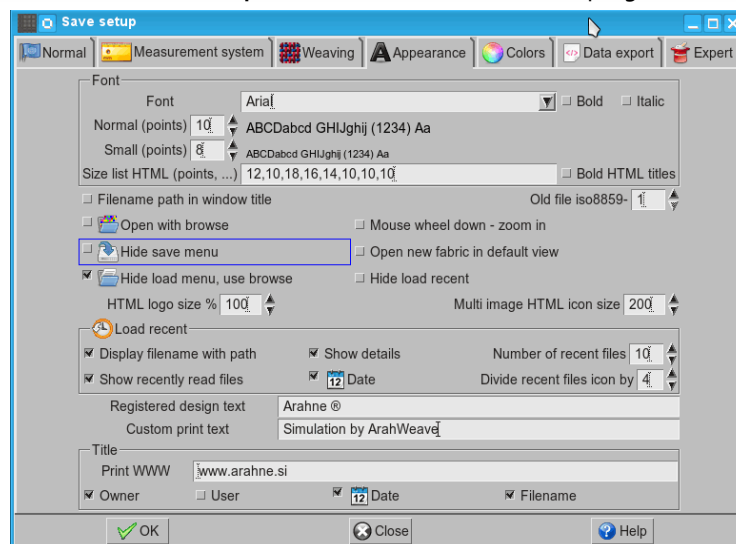 Save setup
Normal Measurement system Weaving Appearance Colors Data export Expert
Font
Font Arial Bold Italic
Normal (points) 10 ABCDabcd GHIJghij (1234) Aa
Small (points) 8 ABCDabcd GHIJghij (1234) Aa
Size list HTML (points, ...) 12,10,18,16,14,10,10,10 Bold HTML titles
Filename path in window title Old file iso8859- 1
Open with browse Mouse wheel down - zoom in
Hide save menu Open new fabric in default view
Hide load menu, use browse Hide load recent
HTML logo size % 100 Multi image HTML icon size 200
Load recent
Display filename with path Show details Number of recent files 10
Show recently read files 12 Date Divide recent files icon by 4
Registered design text Arahne ®
Custom print text Simulation by ArahWeave
Title
Print WWW www.arahne.si
Owner User 12 Date Filename
OK Close Help